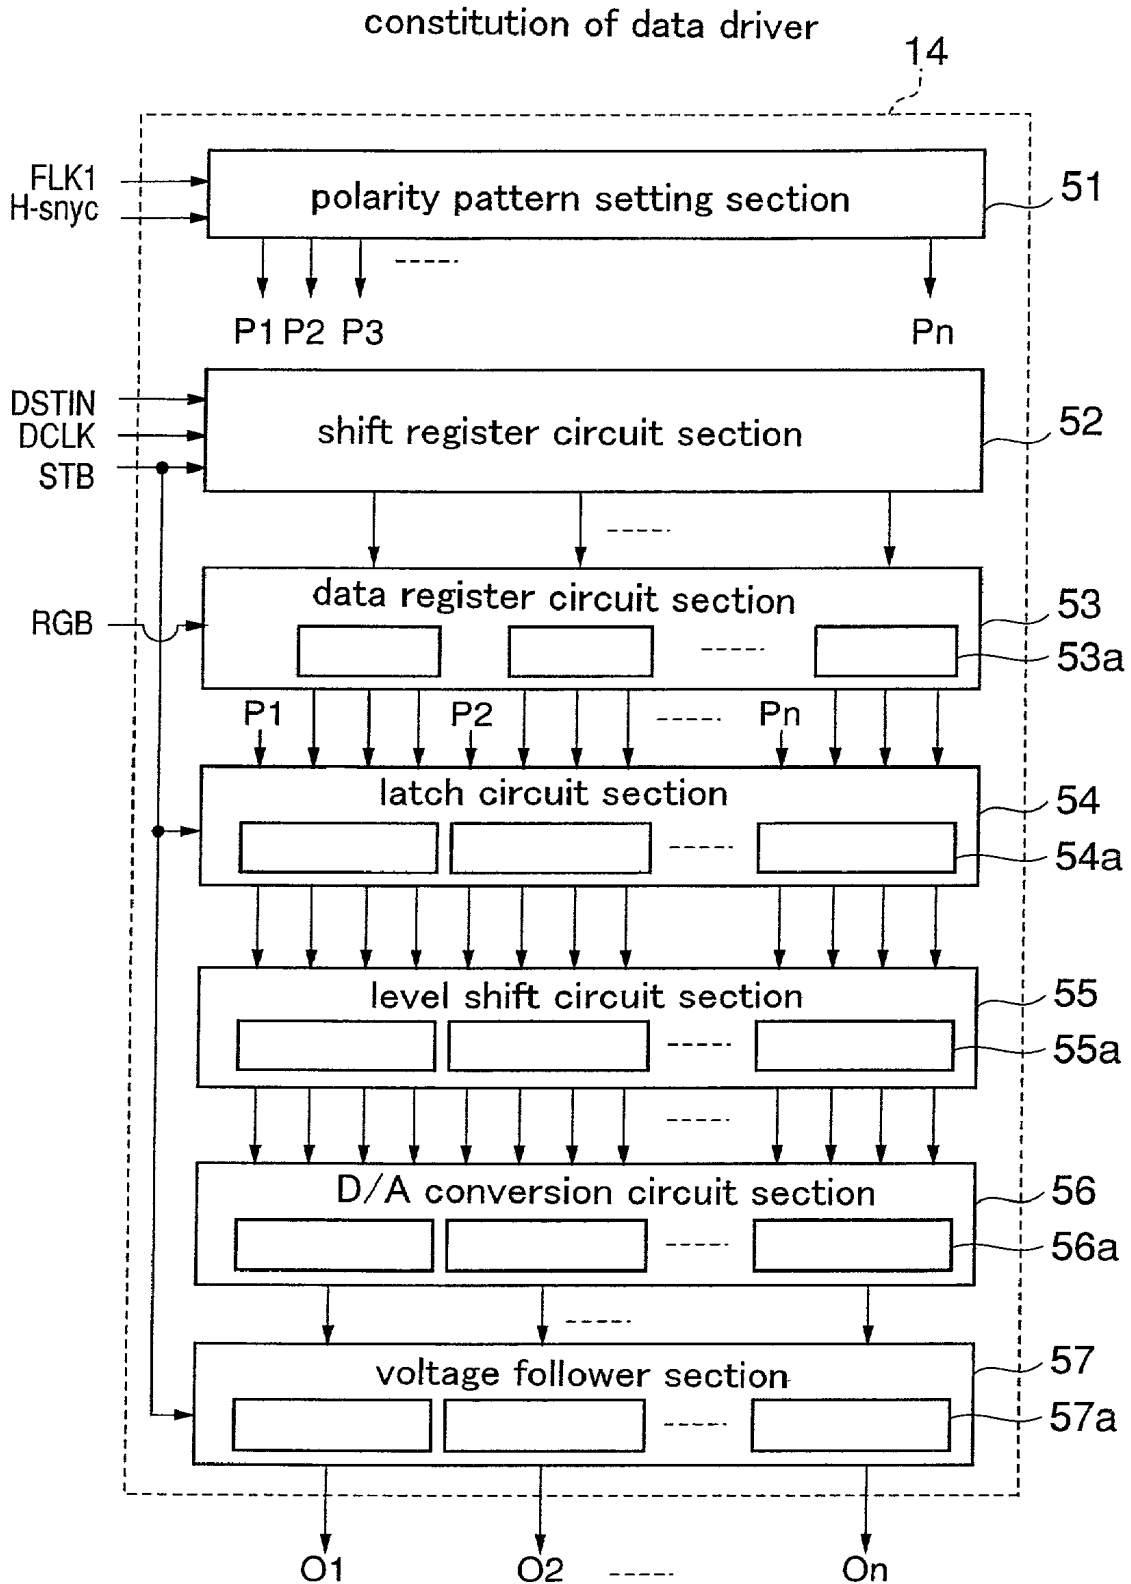 constitution of data driver
14
FLK1
H-snyc
polarity pattern setting section
51
P1 P2 P3 Pn
DSTIN
DCLK
STB
shift register circuit section
52
data register circuit section
53
RGB
53a
P1 P2 Pn
latch circuit section
54
54a
level shift circuit section
55
55a
D/A conversion circuit section
56
56a
voltage follower section
57
57a
O1 O2 On